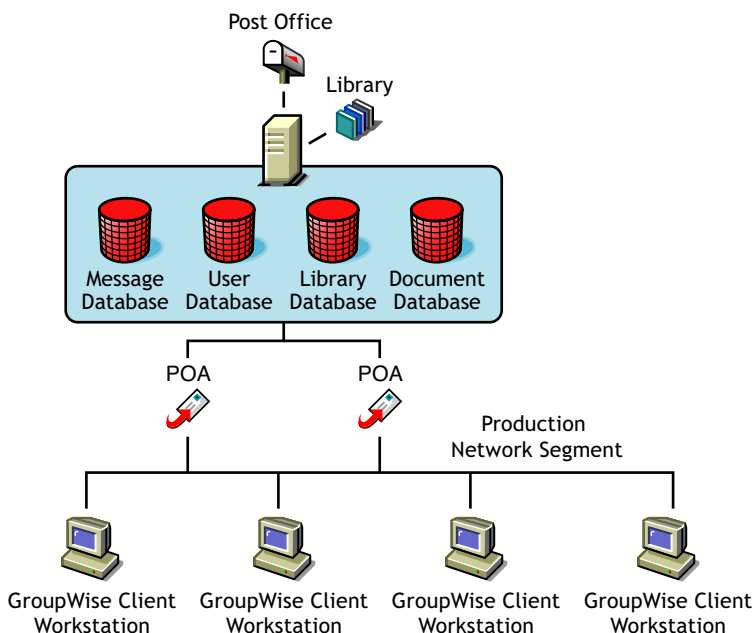 Post Office
Library
Message
Database
User
Database
Library
Database
Document
Database
POA
POA
Production
Network Segment
GroupWise Client
Workstation
GroupWise Client
Workstation
GroupWise Client
Workstation
GroupWise Client
Workstation